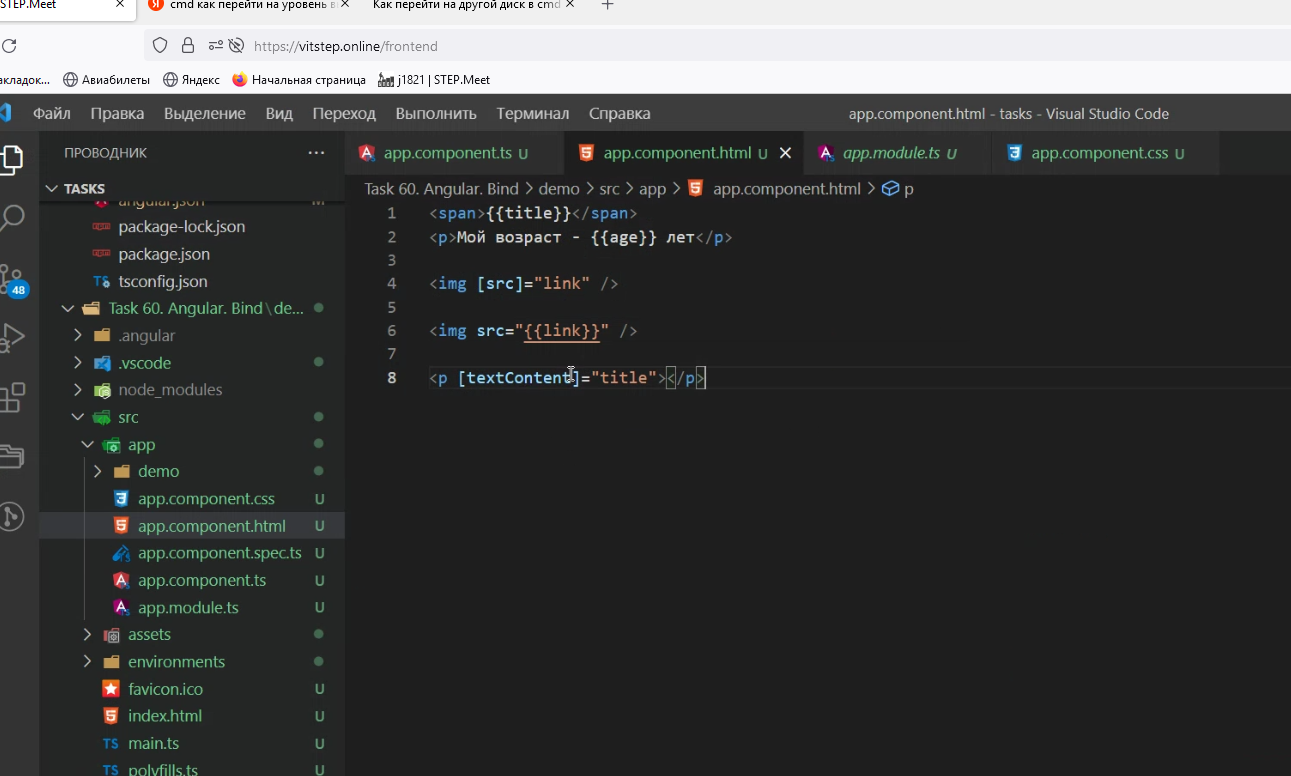 STEP.Meet × cmd как перейти на уровень в × Как перейти на другой диск в cmd × +
https://vitstep.online/frontend
акладок... Авиабилеты Яндекс Начальная страница j1821 | STEP.Meet
Файл Правка Выделение Вид Переход Выполнить Терминал Справка app.component.html - tasks - Visual Studio Code
ПРОВОДНИК ... app.component.ts U app.component.html U × app.module.ts U app.component.css U
TASKS
Task 60. Angular. Bind > demo > src > app > app.component.html > p
angular.json M
package-lock.json
package.json
tsconfig.json
48
Task 60. Angular. Bind \ de...
.angular
.vscode
node_modules
src
app
demo
app.component.css U
app.component.html U
app.component.spec.ts U
app.component.ts U
app.module.ts U
assets
environments
favicon.ico U
index.html U
TS main.ts U
TS polyfills.ts U
1 <span>{{title}}</span>
2 <p>Мой возраст - {{age}} лет</p>
3
4 <img [src]="link" />
5
6 <img src="{{link}}" />
7
8 <p [textContent]="title"></p>